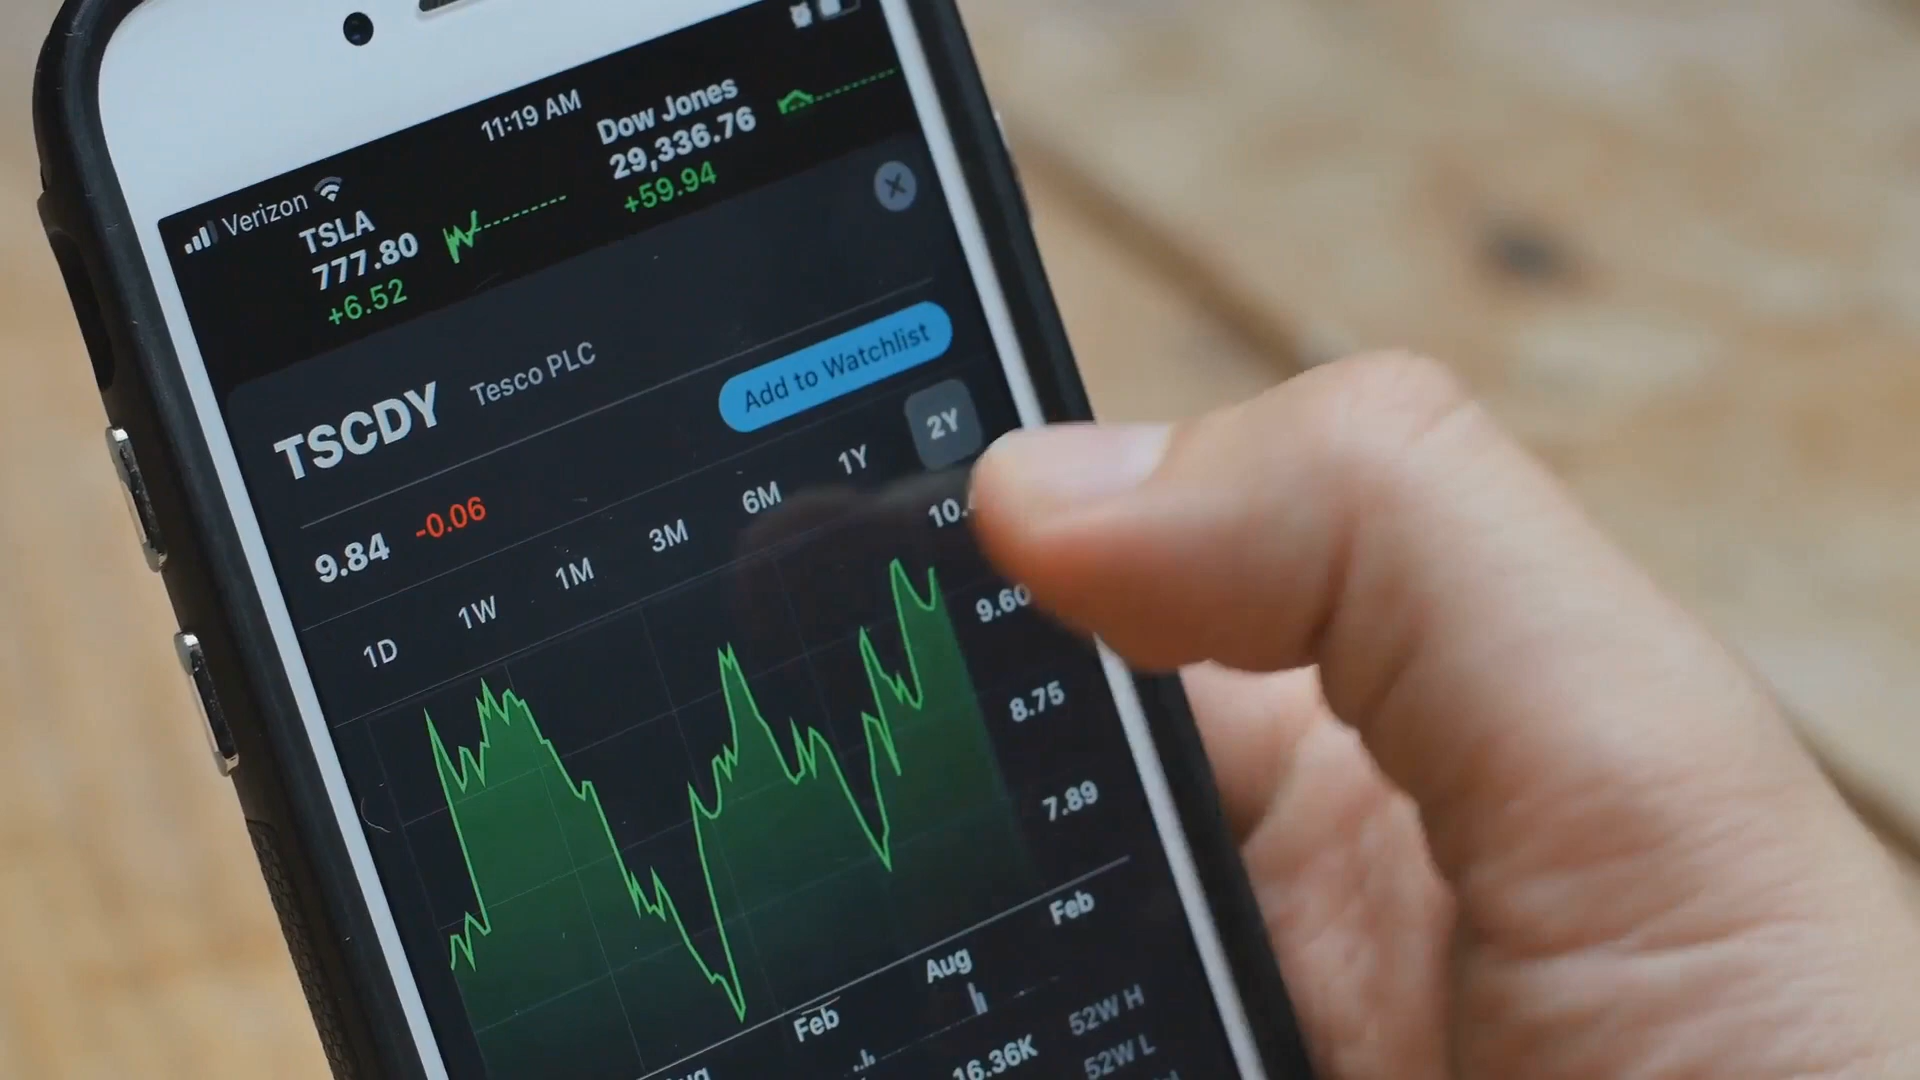 11:19 AM
Verizon
TSLA
777.80
+6.52
Dow Jones
29,336.76
+59.94
TSCDY Tesco PLC
Add to Watchlist
9.84 -0.06
1D 1W 1M 3M 6M 1Y 2Y
9.60
8.75
7.89
Feb Aug Feb
16.36K 52W H
52W L